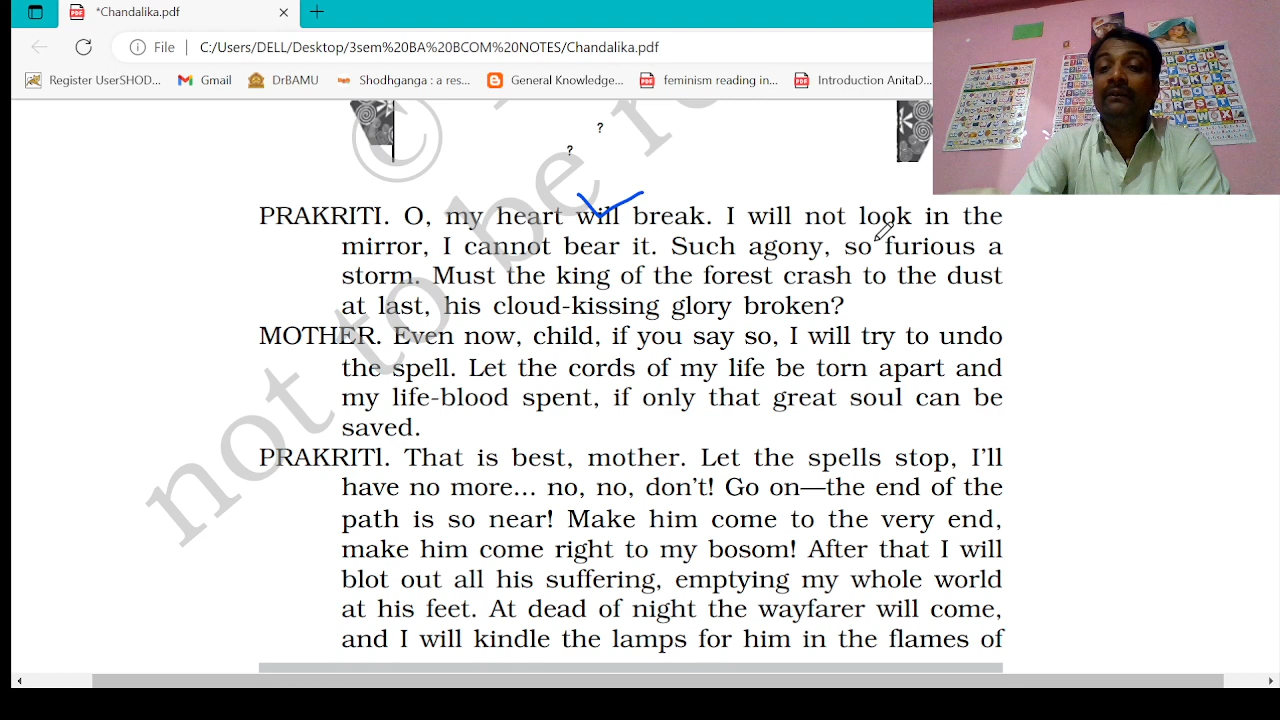 *Chandalika.pdf
File | C:/Users/DELL/Desktop/3sem%20BA%20BCOM%20NOTES/Chandalika.pdf
Register UserSHOD... Gmail DrBAMU Shodhganga : a res... General Knowledge... feminism reading in... Introduction AnitaD...
?
?
PRAKRITI. O, my heart will break. I will not look in the
mirror, I cannot bear it. Such agony, so furious a
storm. Must the king of the forest crash to the dust
at last, his cloud-kissing glory broken?
MOTHER. Even now, child, if you say so, I will try to undo
the spell. Let the cords of my life be torn apart and
my life-blood spent, if only that great soul can be
saved.
PRAKRITl. That is best, mother. Let the spells stop, I’ll
have no more... no, no, don’t! Go on—the end of the
path is so near! Make him come to the very end,
make him come right to my bosom! After that I will
blot out all his suffering, emptying my whole world
at his feet. At dead of night the wayfarer will come,
and I will kindle the lamps for him in the flames of
©
not to be re